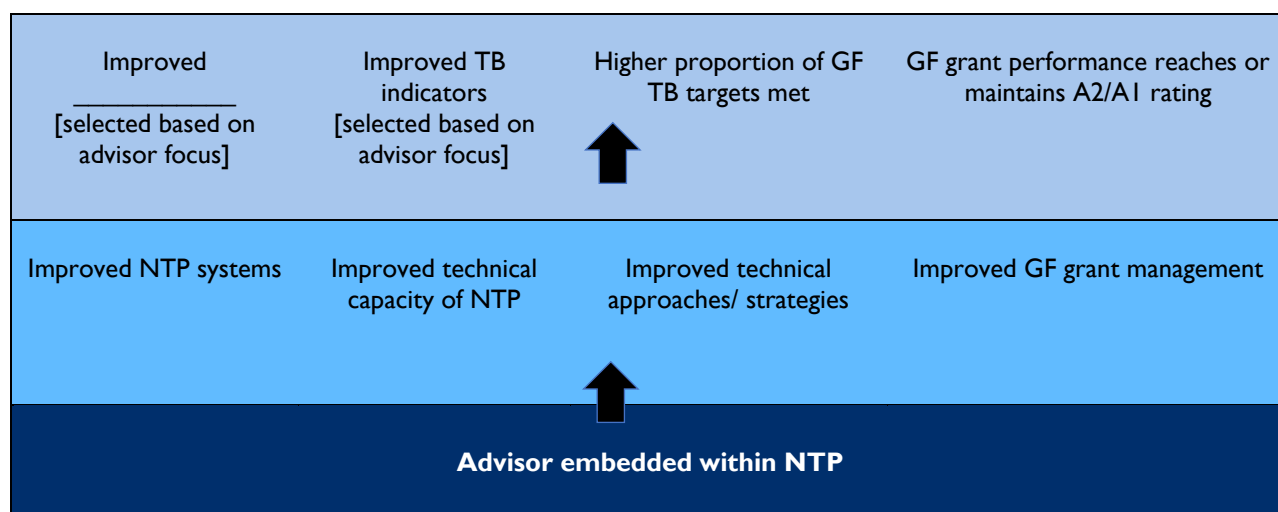 Improved
____________
[selected based on
advisor focus]
Improved TB
indicators
[selected based on
advisor focus]
Higher proportion of GF
TB targets met
GF grant performance reaches or
maintains A2/A1 rating
Improved NTP systems
Improved technical
capacity of NTP
Improved technical
approaches/ strategies
Improved GF grant management
Advisor embedded within NTP